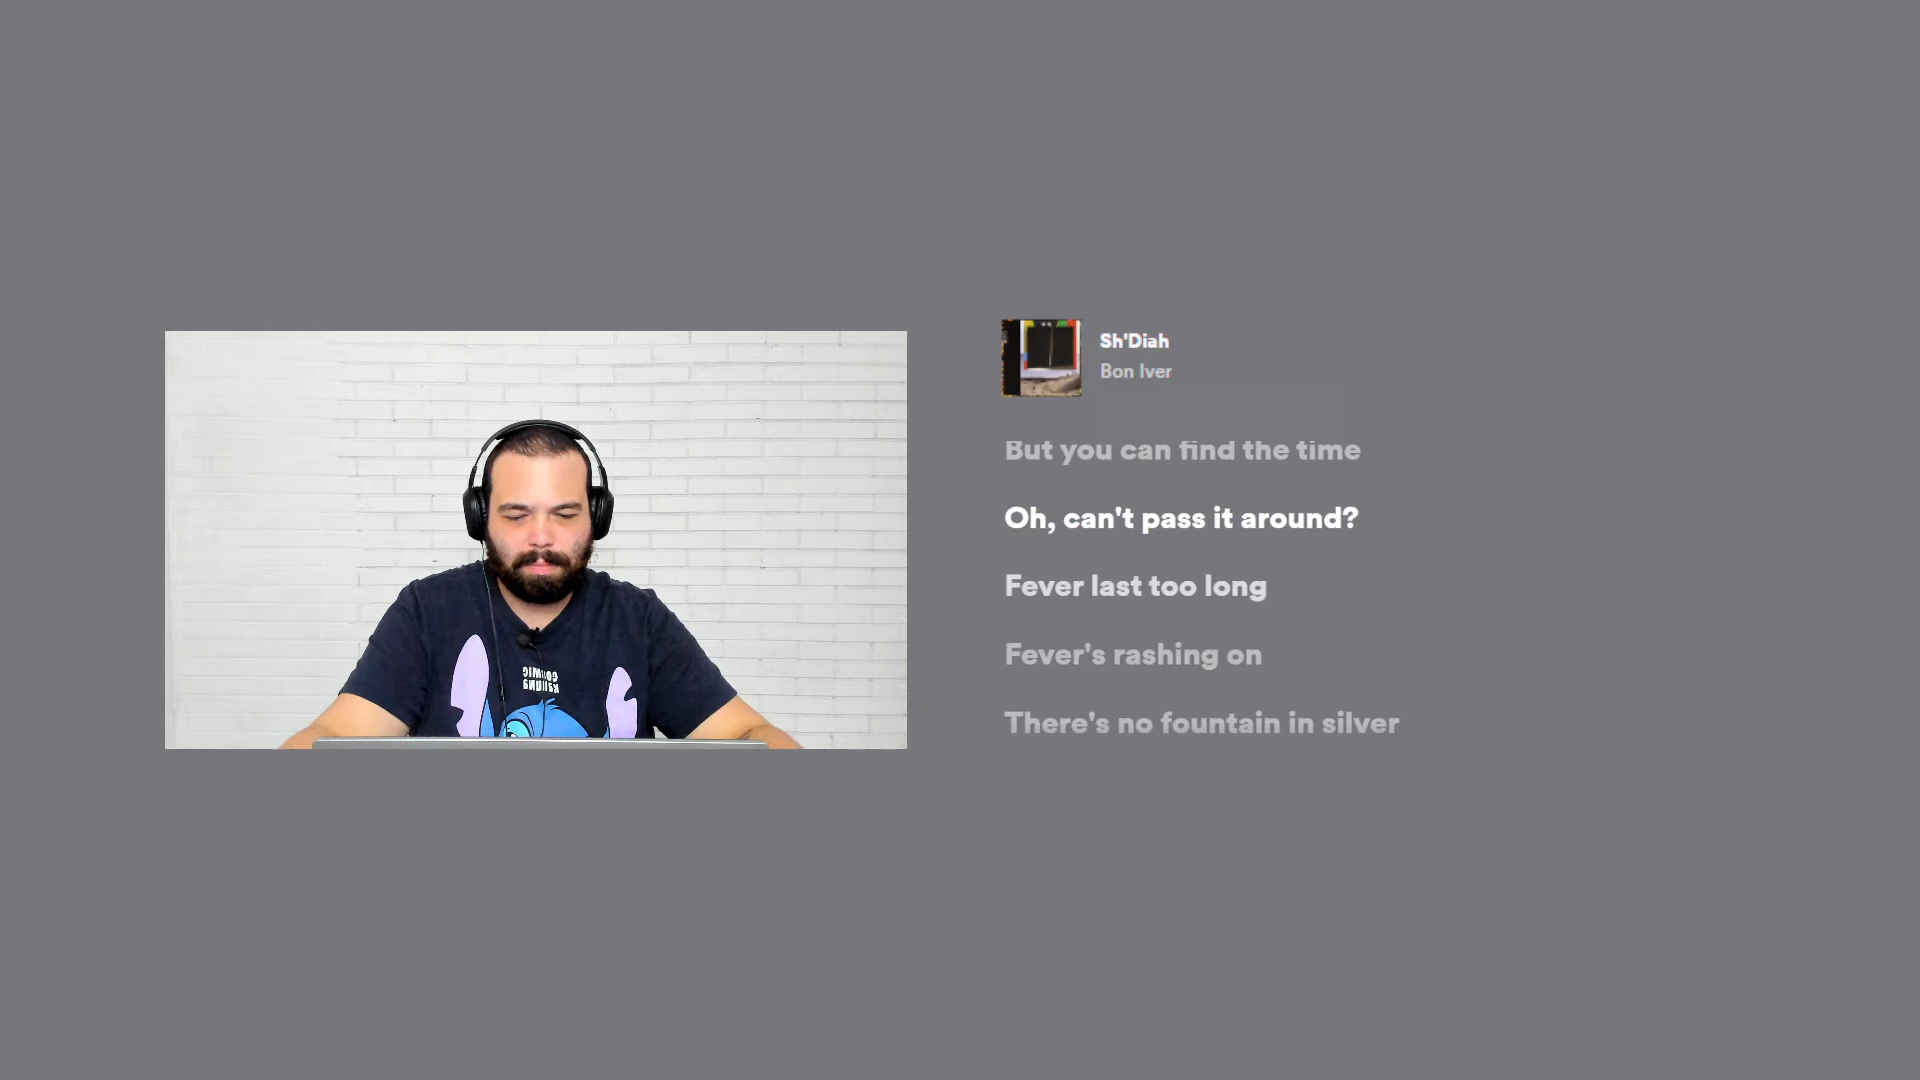 Sh'Diah
Bon Iver
But you can find the time
Oh, can't pass it around?
Fever last too long
Fever's rashing on
There's no fountain in silver